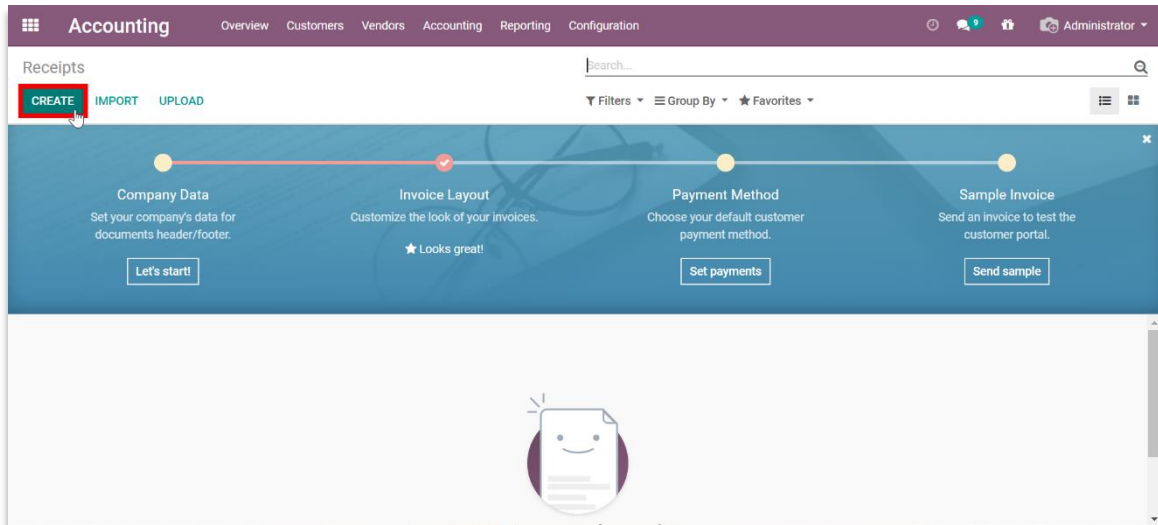 Accounting Overview Customers Vendors Accounting Reporting Configuration 9 Administrator
Receipts Search...
CREATE IMPORT UPLOAD Filters Group By Favorites
Company Data
Set your company's data for
documents header/footer.
Let's start!
Invoice Layout
Customize the look of your invoices.
Looks great!
Payment Method
Choose your default customer
payment method.
Set payments
Sample Invoice
Send an invoice to test the
customer portal.
Send sample